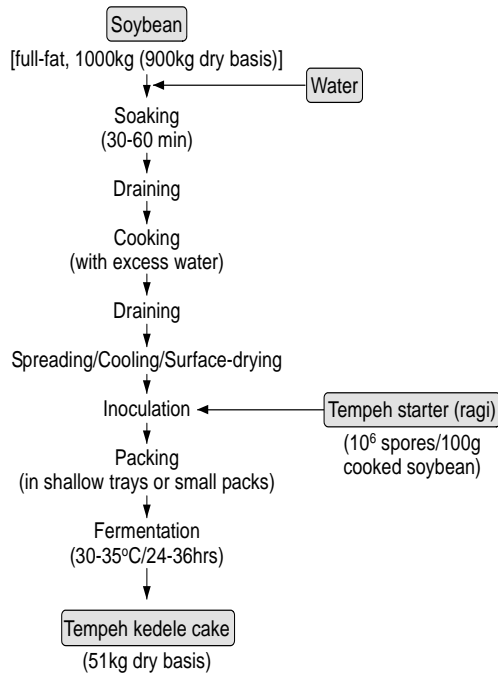 Soybean
[full-fat, 1000kg (900kg dry basis)]
Water
Soaking
(30-60 min)
Draining
Cooking
(with excess water)
Draining
Spreading/Cooling/Surface-drying
Inoculation
Tempeh starter (ragi)
(10⁶ spores/100g
cooked soybean)
Packing
(in shallow trays or small packs)
Fermentation
(30-35ºC/24-36hrs)
Tempeh kedele cake
(51kg dry basis)